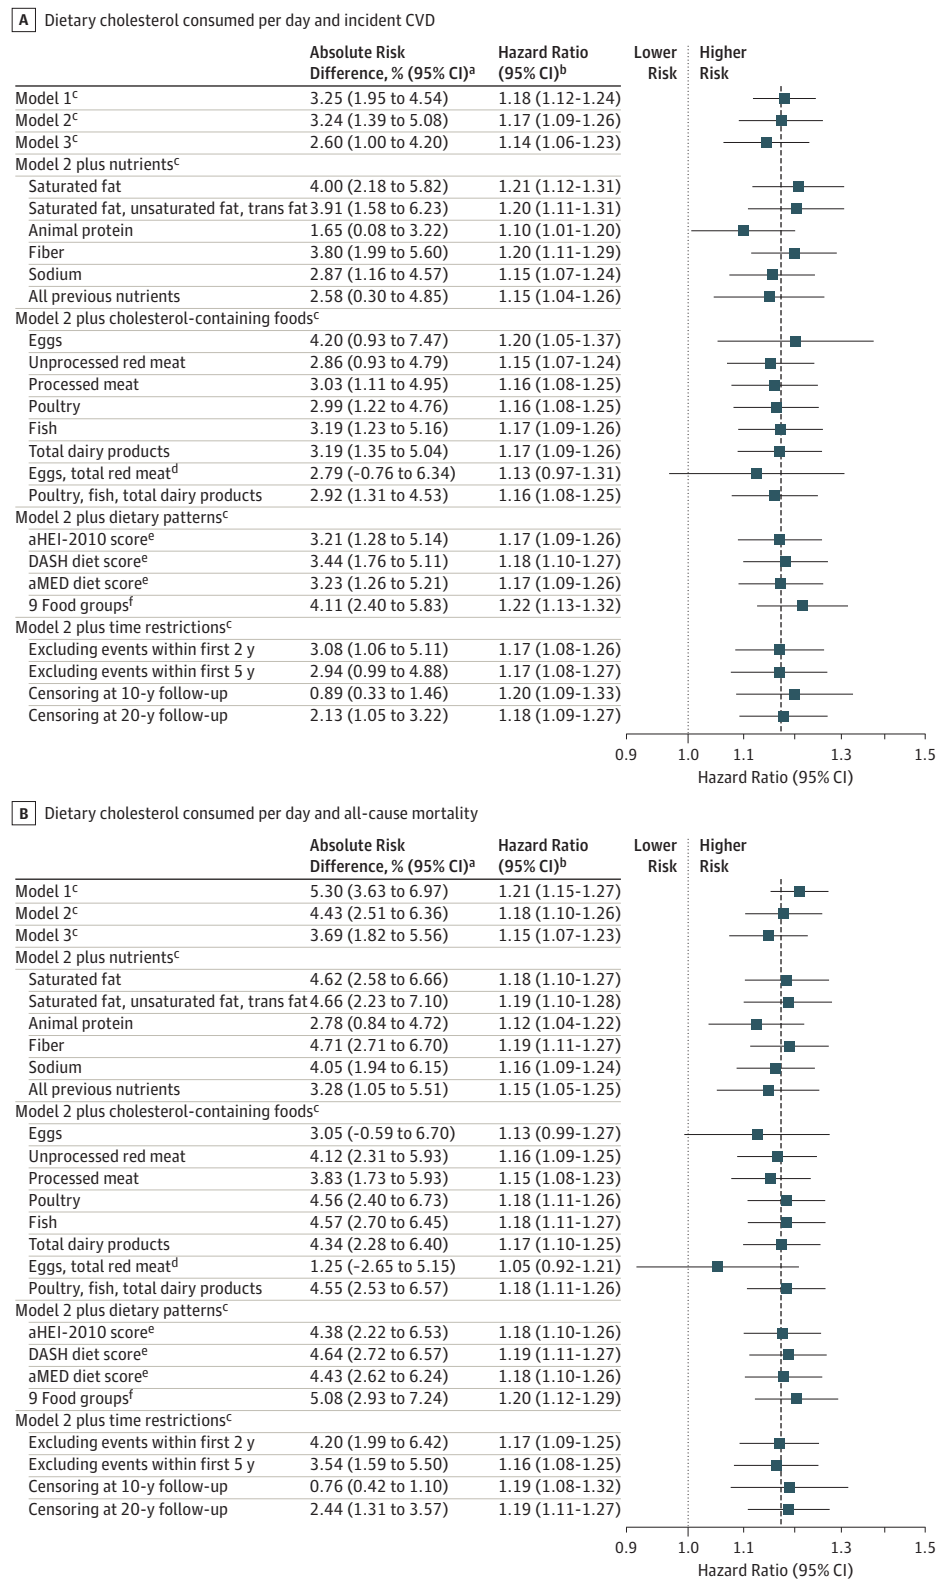 A Dietary cholesterol consumed per day and incident CVD
Absolute Risk Difference, % (95% CI)a Hazard Ratio (95% CI)b Lower Risk Higher Risk
Model 1c 3.25 (1.95 to 4.54) 1.18 (1.12-1.24)
Model 2c 3.24 (1.39 to 5.08) 1.17 (1.09-1.26)
Model 3c 2.60 (1.00 to 4.20) 1.14 (1.06-1.23)
Model 2 plus nutrientsc
Saturated fat 4.00 (2.18 to 5.82) 1.21 (1.12-1.31)
Saturated fat, unsaturated fat, trans fat 3.91 (1.58 to 6.23) 1.20 (1.11-1.31)
Animal protein 1.65 (0.08 to 3.22) 1.10 (1.01-1.20)
Fiber 3.80 (1.99 to 5.60) 1.20 (1.11-1.29)
Sodium 2.87 (1.16 to 4.57) 1.15 (1.07-1.24)
All previous nutrients 2.58 (0.30 to 4.85) 1.15 (1.04-1.26)
Model 2 plus cholesterol-containing foodsc
Eggs 4.20 (0.93 to 7.47) 1.20 (1.05-1.37)
Unprocessed red meat 2.86 (0.93 to 4.79) 1.15 (1.07-1.24)
Processed meat 3.03 (1.11 to 4.95) 1.16 (1.08-1.25)
Poultry 2.99 (1.22 to 4.76) 1.16 (1.08-1.25)
Fish 3.19 (1.23 to 5.16) 1.17 (1.09-1.26)
Total dairy products 3.19 (1.35 to 5.04) 1.17 (1.09-1.26)
Eggs, total red meatd 2.79 (-0.76 to 6.34) 1.13 (0.97-1.31)
Poultry, fish, total dairy products 2.92 (1.31 to 4.53) 1.16 (1.08-1.25)
Model 2 plus dietary patternsc
aHEI-2010 scoree 3.21 (1.28 to 5.14) 1.17 (1.09-1.26)
DASH diet scoree 3.44 (1.76 to 5.11) 1.18 (1.10-1.27)
aMED diet scoree 3.23 (1.26 to 5.21) 1.17 (1.09-1.26)
9 Food groupsf 4.11 (2.40 to 5.83) 1.22 (1.13-1.32)
Model 2 plus time restrictionsc
Excluding events within first 2 y 3.08 (1.06 to 5.11) 1.17 (1.08-1.26)
Excluding events within first 5 y 2.94 (0.99 to 4.88) 1.17 (1.08-1.27)
Censoring at 10-y follow-up 0.89 (0.33 to 1.46) 1.20 (1.09-1.33)
Censoring at 20-y follow-up 2.13 (1.05 to 3.22) 1.18 (1.09-1.27)
0.9 1.0 1.1 1.3 1.5
Hazard Ratio (95% CI)
B Dietary cholesterol consumed per day and all-cause mortality
Absolute Risk Difference, % (95% CI)a Hazard Ratio (95% CI)b Lower Risk Higher Risk
Model 1c 5.30 (3.63 to 6.97) 1.21 (1.15-1.27)
Model 2c 4.43 (2.51 to 6.36) 1.18 (1.10-1.26)
Model 3c 3.69 (1.82 to 5.56) 1.15 (1.07-1.23)
Model 2 plus nutrientsc
Saturated fat 4.62 (2.58 to 6.66) 1.18 (1.10-1.27)
Saturated fat, unsaturated fat, trans fat 4.66 (2.23 to 7.10) 1.19 (1.10-1.28)
Animal protein 2.78 (0.84 to 4.72) 1.12 (1.04-1.22)
Fiber 4.71 (2.71 to 6.70) 1.19 (1.11-1.27)
Sodium 4.05 (1.94 to 6.15) 1.16 (1.09-1.24)
All previous nutrients 3.28 (1.05 to 5.51) 1.15 (1.05-1.25)
Model 2 plus cholesterol-containing foodsc
Eggs 3.05 (-0.59 to 6.70) 1.13 (0.99-1.27)
Unprocessed red meat 4.12 (2.31 to 5.93) 1.16 (1.09-1.25)
Processed meat 3.83 (1.73 to 5.93) 1.15 (1.08-1.23)
Poultry 4.56 (2.40 to 6.73) 1.18 (1.11-1.26)
Fish 4.57 (2.70 to 6.45) 1.18 (1.11-1.27)
Total dairy products 4.34 (2.28 to 6.40) 1.17 (1.10-1.25)
Eggs, total red meatd 1.25 (-2.65 to 5.15) 1.05 (0.92-1.21)
Poultry, fish, total dairy products 4.55 (2.53 to 6.57) 1.18 (1.11-1.26)
Model 2 plus dietary patternsc
aHEI-2010 scoree 4.38 (2.22 to 6.53) 1.18 (1.10-1.26)
DASH diet scoree 4.64 (2.72 to 6.57) 1.19 (1.11-1.27)
aMED diet scoree 4.43 (2.62 to 6.24) 1.18 (1.10-1.26)
9 Food groupsf 5.08 (2.93 to 7.24) 1.20 (1.12-1.29)
Model 2 plus time restrictionsc
Excluding events within first 2 y 4.20 (1.99 to 6.42) 1.17 (1.09-1.25)
Excluding events within first 5 y 3.54 (1.59 to 5.50) 1.16 (1.08-1.25)
Censoring at 10-y follow-up 0.76 (0.42 to 1.10) 1.19 (1.08-1.32)
Censoring at 20-y follow-up 2.44 (1.31 to 3.57) 1.19 (1.11-1.27)
0.9 1.0 1.1 1.3 1.5
Hazard Ratio (95% CI)